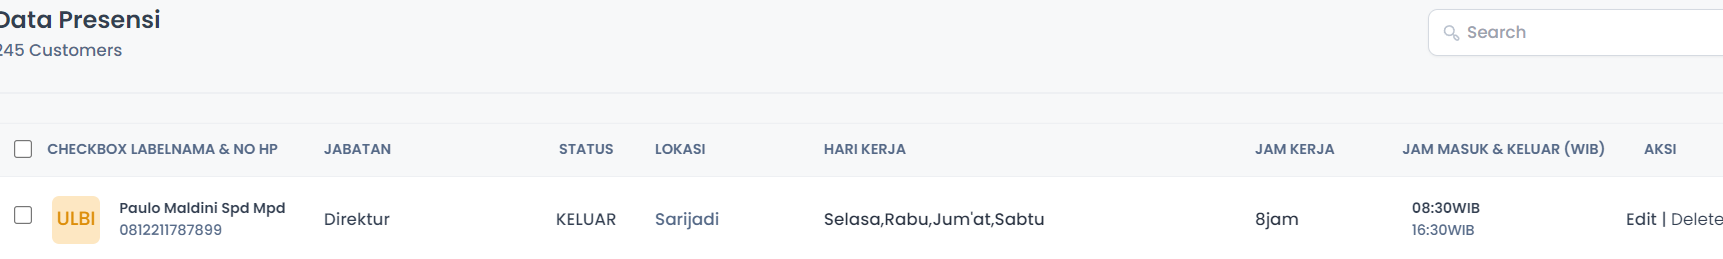 Data Presensi
245 Customers
Search
CHECKBOX LABELNAMA & NO HP JABATAN STATUS LOKASI HARI KERJA JAM KERJA JAM MASUK & KELUAR (WIB) AKSI
ULBI Paulo Maldini Spd Mpd Direktur KELUAR Sarijadi Selasa,Rabu,Jum'at,Sabtu 8jam 08:30WIB Edit | Delete
0812211787899 16:30WIB